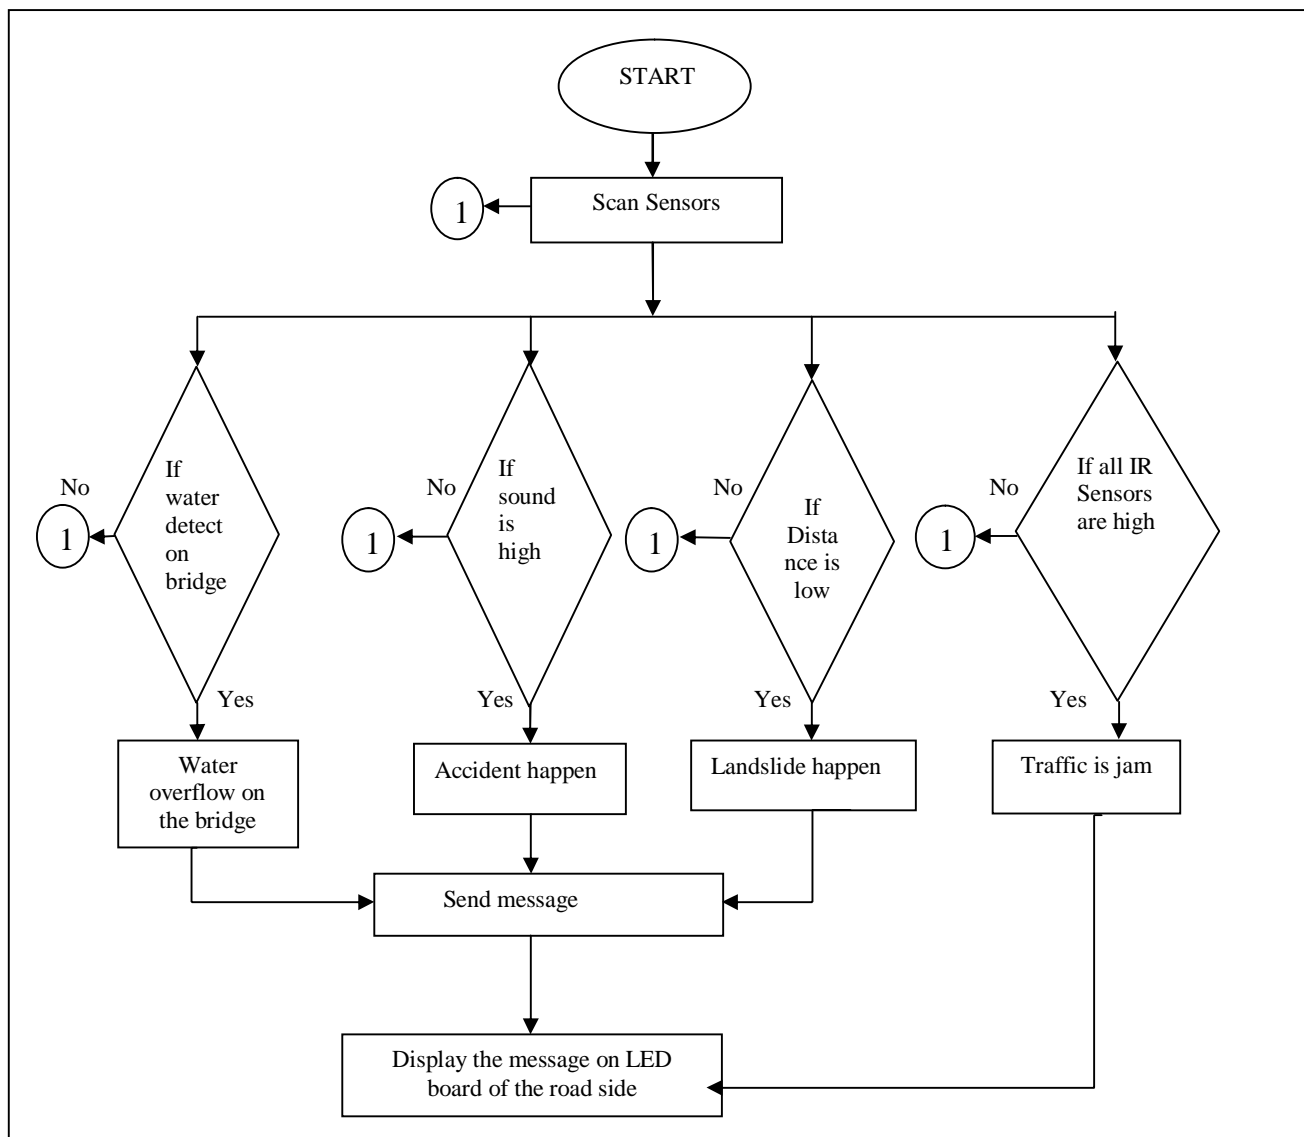 START
Scan Sensors
1
If
water
detect
on
bridge
No
1
Yes
If
sound
is
high
No
1
Yes
If
Dista
nce is
low
No
1
Yes
If all IR
Sensors
are high
No
1
Yes
Water
overflow on
the bridge
Accident happen
Landslide happen
Traffic is jam
Send message
Display the message on LED
board of the road side